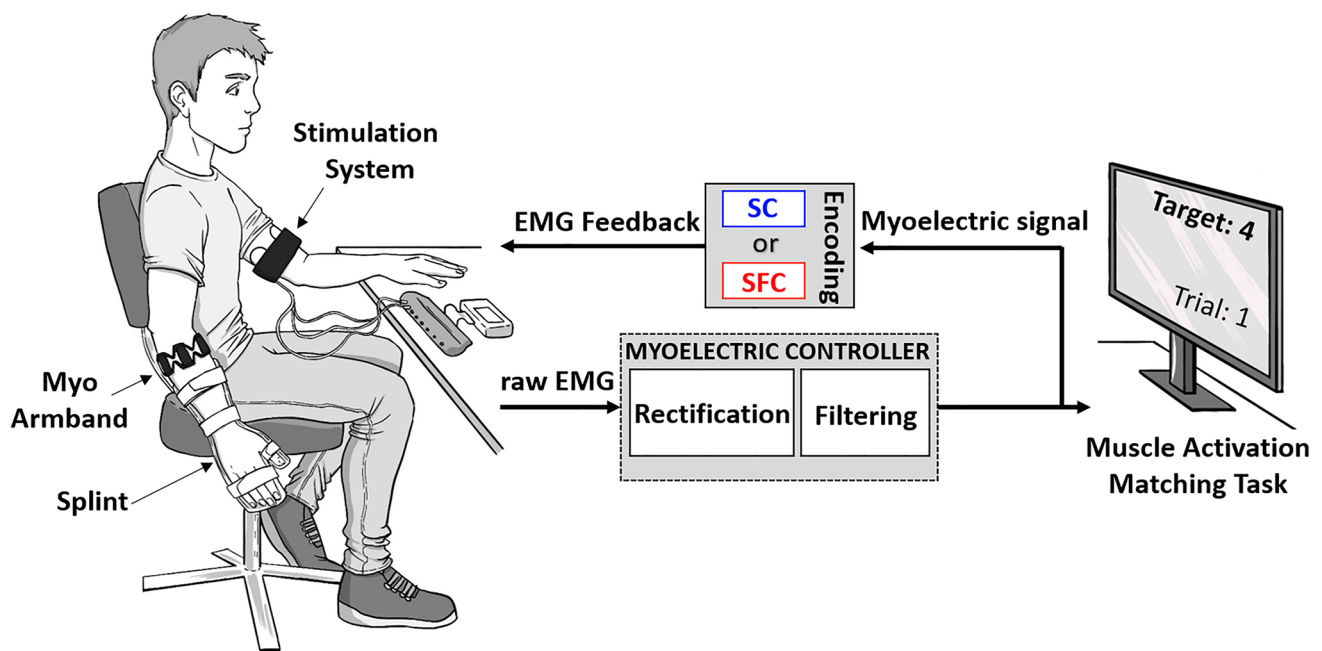 Stimulation
System
Myo
Armband
Splint
EMG Feedback
SC
or
SFC
Encoding
Myoelectric signal
raw EMG
MYOELECTRIC CONTROLLER
Rectification
Filtering
Target: 4
Trial: 1
Muscle Activation
Matching Task